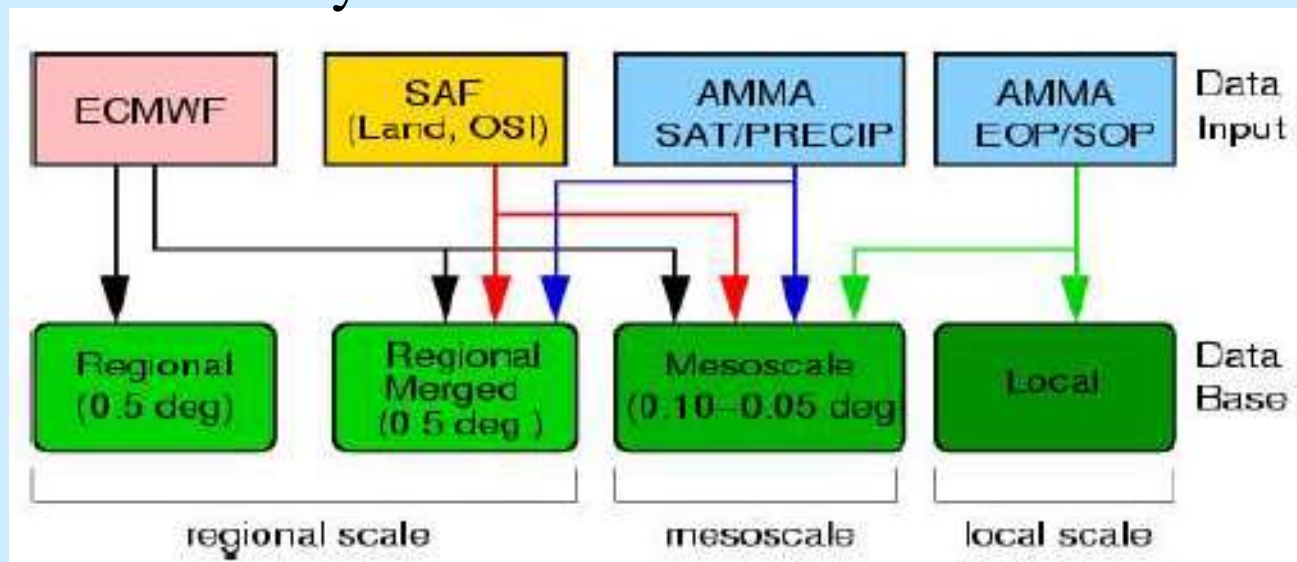 ECMWF
SAF
(Land, OSI)
AMMA
SAT/PRECIP
AMMA
EOP/SOP
Data
Input
Regional
(0.5 deg)
Regional
Merged
(0.5 deg.)
Mesoscale
(0.10-0.05 deg
Local
Data
Base
regional scale
mesoscale
local scale